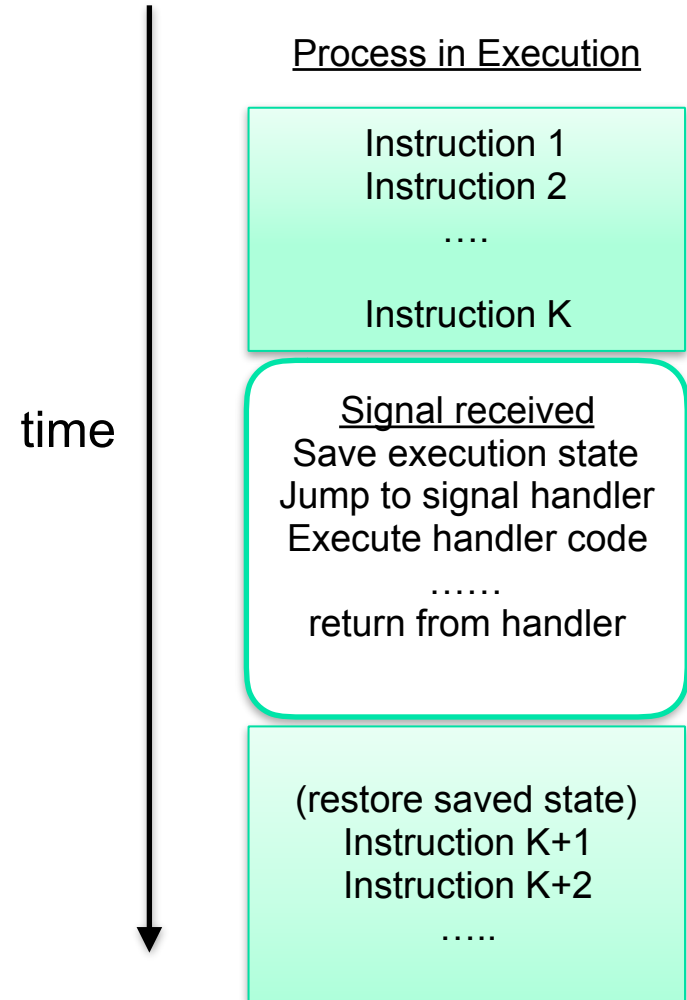 Process in Execution
Instruction 1
Instruction 2
….
Instruction K
time
Signal received
Save execution state
Jump to signal handler
Execute handler code
……
return from handler
(restore saved state)
Instruction K+1
Instruction K+2
…..